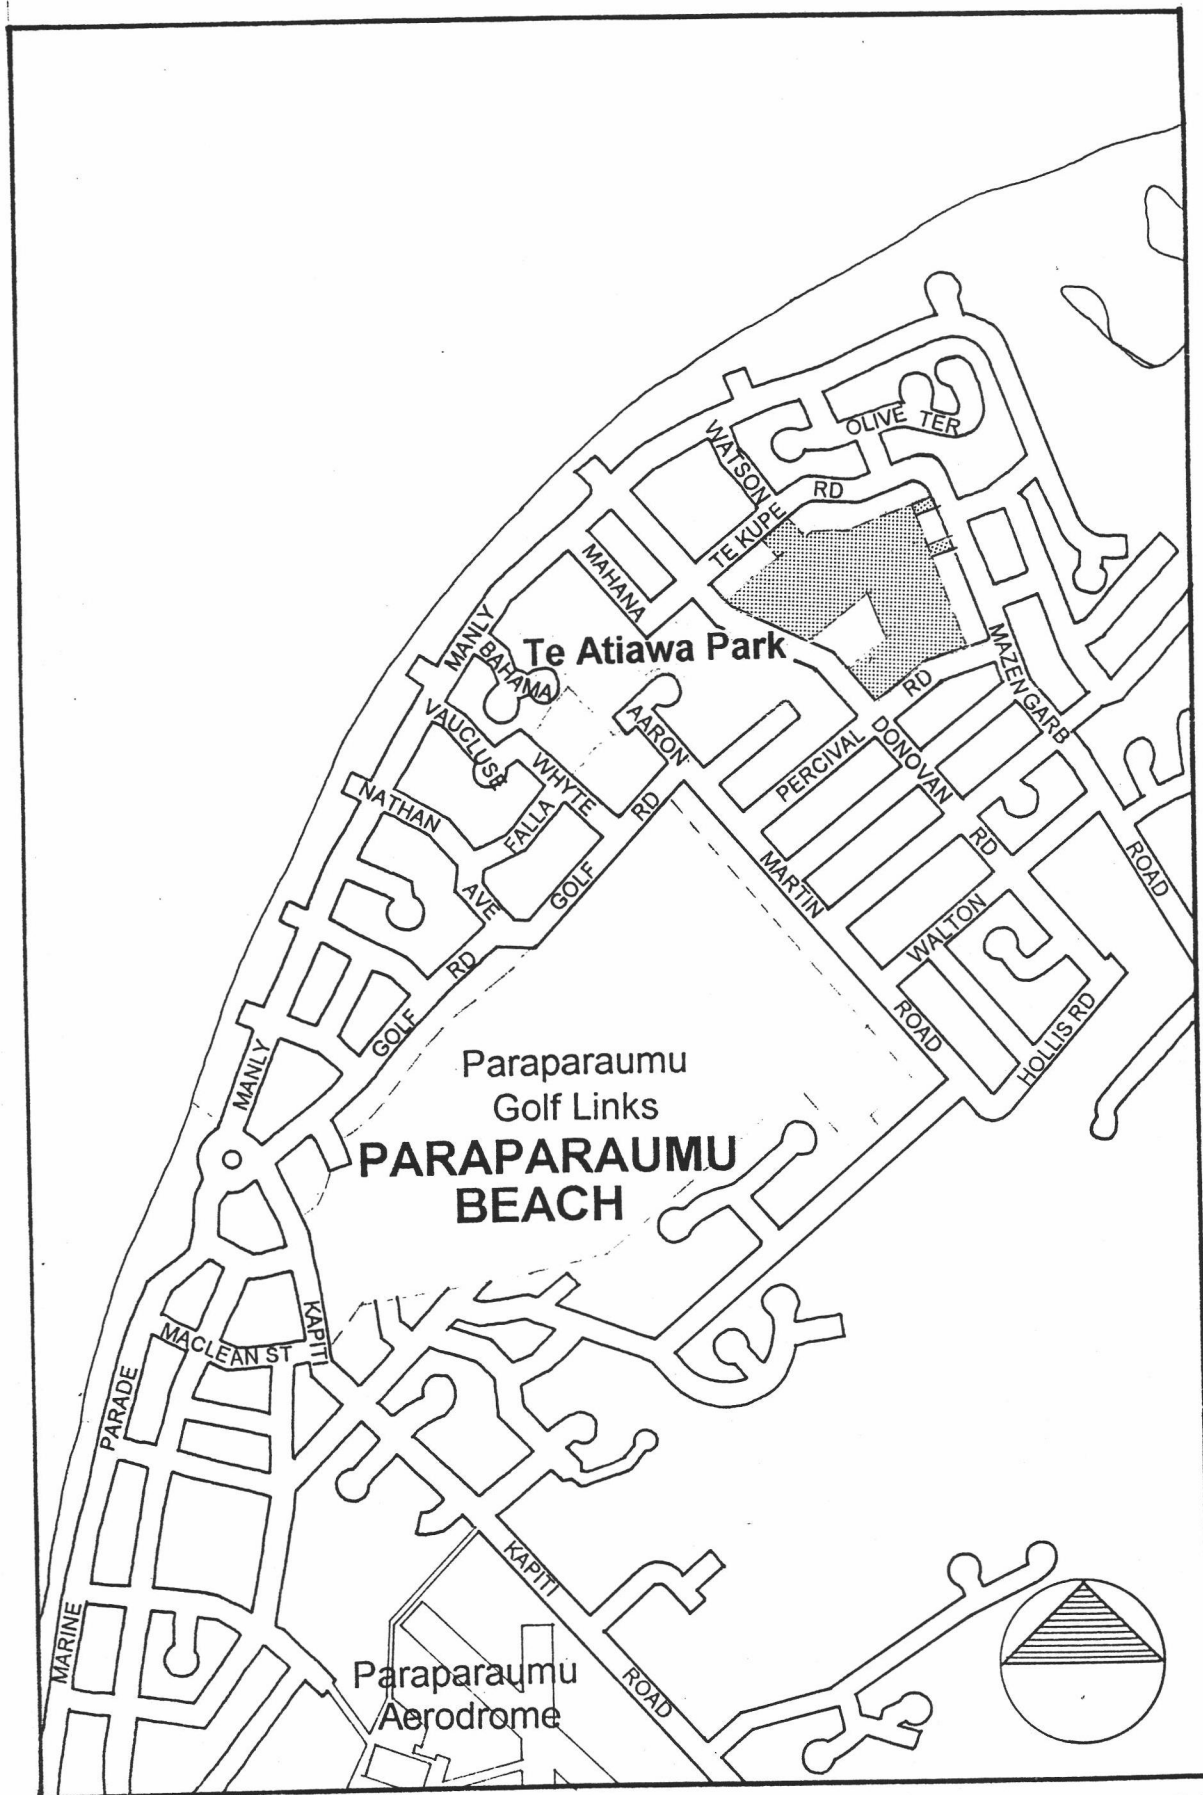 OLIVE TER
WATSON
RD
TE KUPE
MAHANA
MANLY
BAHAMA
Te Atiawa Park
MAZENGARB
RD
VAUCLUSE
AARON
WHYTE
DONOVAN
PERCIVAL
NATHAN
FALLA
RD
RD
ROAD
GOLF
MARTIN
AVE
WALTON
RD
GOLF
ROAD
HOLLIS RD
MANLY
Paraparaumu
Golf Links
PARAPARAUMU
BEACH
KAPITI
MACLEAN ST
PARADE
KAPITI
MARINE
Paraparaumu
Aerodrome
ROAD